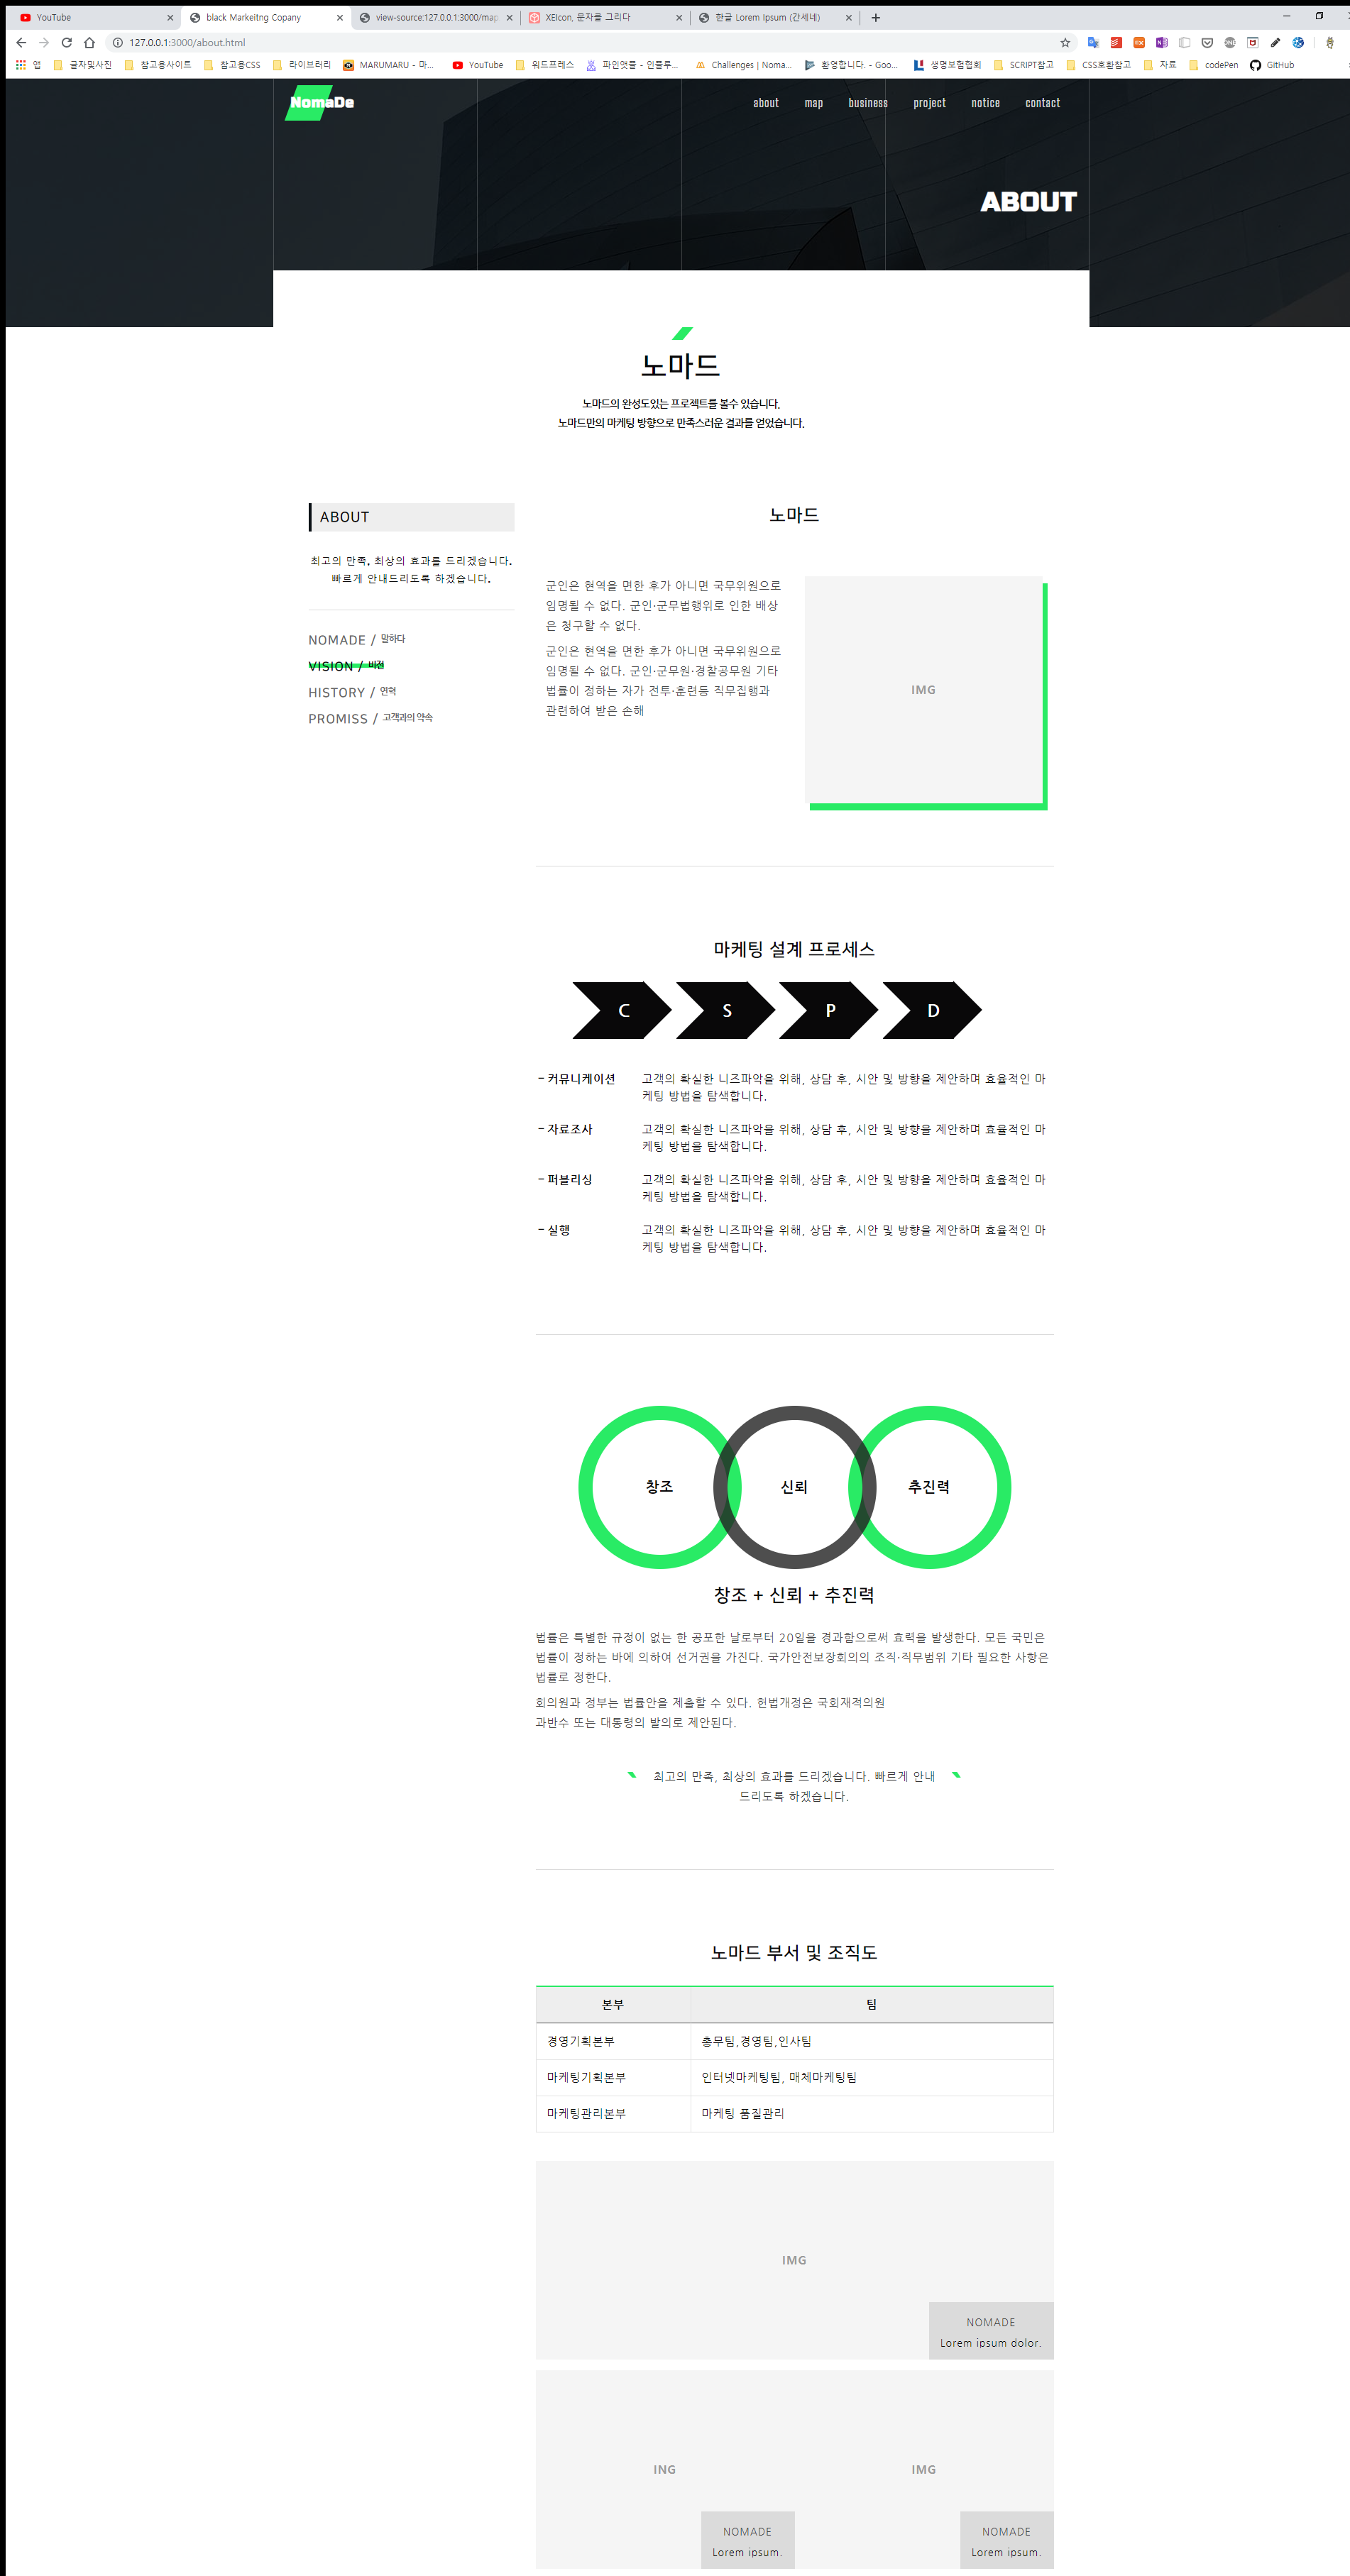 YouTube
black Markeitng Copany
view-source:127.0.0.1:3000/map
XEIcon, 문자를 그리다
한글 Lorem Ipsum (간세네)
127.0.0.1:3000/about.html
앱
글자및사진
참고용사이트
참고용CSS
라이브러리
MARUMARU - 마...
YouTube
워드프레스
파인앳플 - 인플루...
Challenges | Noma...
환영합니다. - Goo...
생명보험협회
SCRIPT참고
CSS호환참고
자료
codePen
GitHub
NomaDe
about
map
business
project
notice
contact
ABOUT
노마드
노마드의 완성도있는 프로젝트를 볼수 있습니다,
노마드만의 마케팅 방향으로 만족스러운 결과를 얻었습니다.
ABOUT
최고의 만족, 최상의 효과를 드리겠습니다.
빠르게 안내드리도록 하겠습니다.
NOMADE / 말하다
VISION / 비전
HISTORY / 연혁
PROMISS / 고객과의 약속
노마드
군인은 현역을 면한 후가 아니면 국무위원으로
임명될 수 없다. 군인·군무법행위로 인한 배상
은 청구할 수 없다.
군인은 현역을 면한 후가 아니면 국무위원으로
임명될 수 없다. 군인·군무원·경찰공무원 기타
법률이 정하는 자가 전투·훈련등 직무집행과
관련하여 받은 손해
IMG
마케팅 설계 프로세스
C
S
P
D
- 커뮤니케이션
고객의 확실한 니즈파악을 위해, 상담 후, 시안 및 방향을 제안하며 효율적인 마
케팅 방법을 탐색합니다.
- 자료조사
고객의 확실한 니즈파악을 위해, 상담 후, 시안 및 방향을 제안하며 효율적인 마
케팅 방법을 탐색합니다.
- 퍼블리싱
고객의 확실한 니즈파악을 위해, 상담 후, 시안 및 방향을 제안하며 효율적인 마
케팅 방법을 탐색합니다.
- 실행
고객의 확실한 니즈파악을 위해, 상담 후, 시안 및 방향을 제안하며 효율적인 마
케팅 방법을 탐색합니다.
창조
신뢰
추진력
창조 + 신뢰 + 추진력
법률은 특별한 규정이 없는 한 공포한 날로부터 20일을 경과함으로써 효력을 발생한다. 모든 국민은
법률이 정하는 바에 의하여 선거권을 가진다. 국가안전보장회의의 조직·직무범위 기타 필요한 사항은
법률로 정한다.
회의원과 정부는 법률안을 제출할 수 있다. 헌법개정은 국회재적의원
과반수 또는 대통령의 발의로 제안된다.
최고의 만족, 최상의 효과를 드리겠습니다. 빠르게 안내
드리도록 하겠습니다.
노마드 부서 및 조직도
본부
팀
경영기획본부
총무팀,경영팀,인사팀
마케팅기획본부
인터넷마케팅팀, 매체마케팅팀
마케팅관리본부
마케팅 품질관리
IMG
NOMADE
Lorem ipsum dolor.
ING
NOMADE
Lorem ipsum.
IMG
NOMADE
Lorem ipsum.